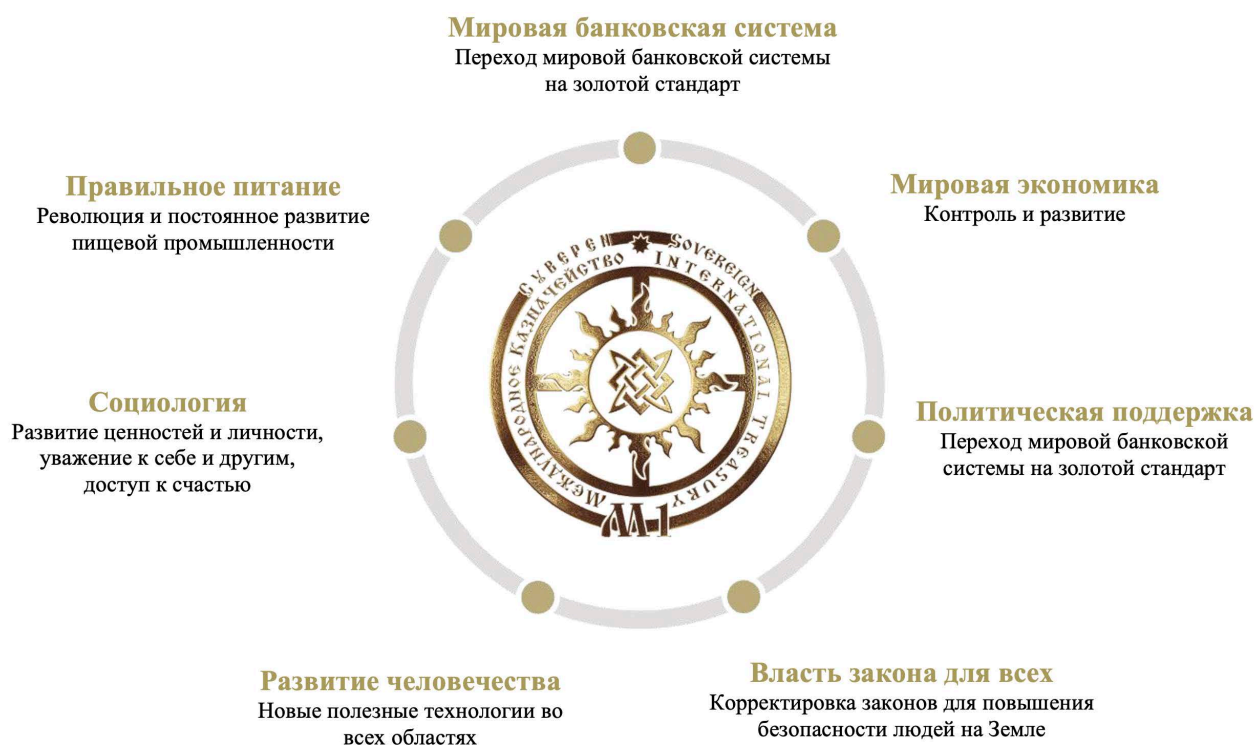 Мировая банковская система
Переход мировой банковской системы
на золотой стандарт
Мировая экономика
Контроль и развитие
Политическая поддержка
Переход мировой банковской
системы на золотой стандарт
Власть закона для всех
Корректировка законов для повышения
безопасности людей на Земле
Развитие человечества
Новые полезные технологии во
всех областях
Социология
Развитие ценностей и личности,
уважение к себе и другим,
доступ к счастью
Правильное питание
Революция и постоянное развитие
пищевой промышленности
СУВЕРЕН
SOVEREIGN
МЕЖДУНАРОДНОЕ КАЗНАЧЕЙСТВО
INTERNATIONAL TREASURY
М1